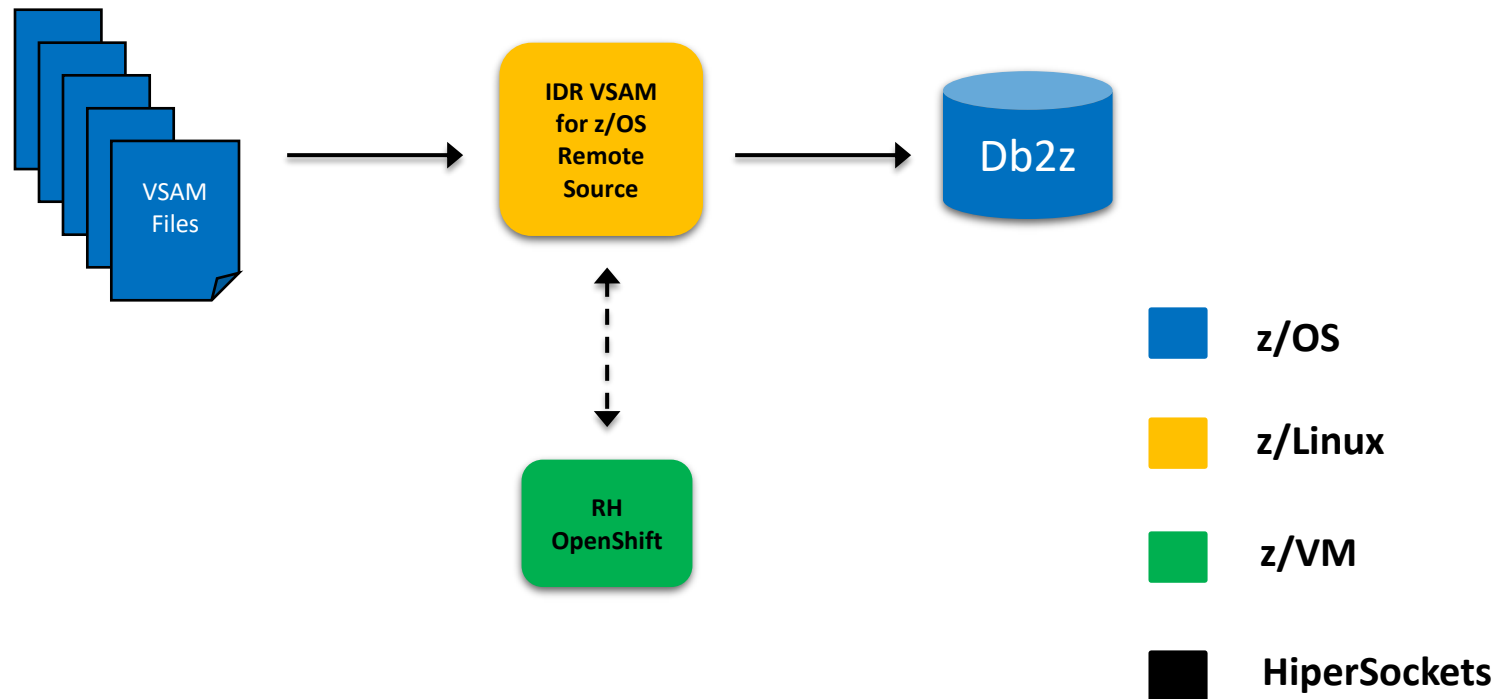 VSAM
Files
IDR VSAM
for z/OS
Remote
Source
Db2z
RH
OpenShift
z/OS
z/Linux
z/VM
HiperSockets